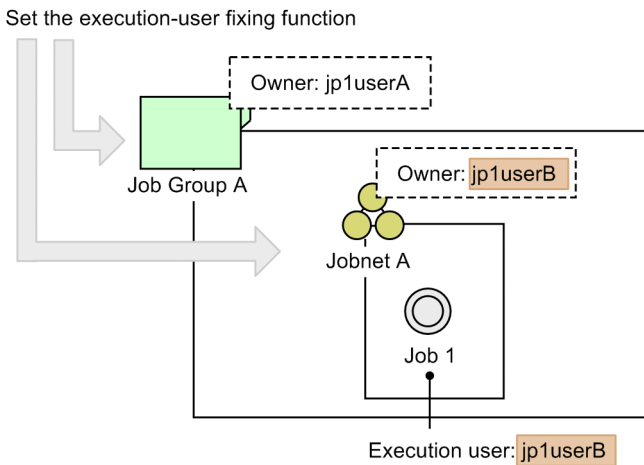 Set the execution-user fixing function
Owner: jp1userA
Job Group A
Owner: jp1userB
Jobnet A
Job 1
Execution user: jp1userB